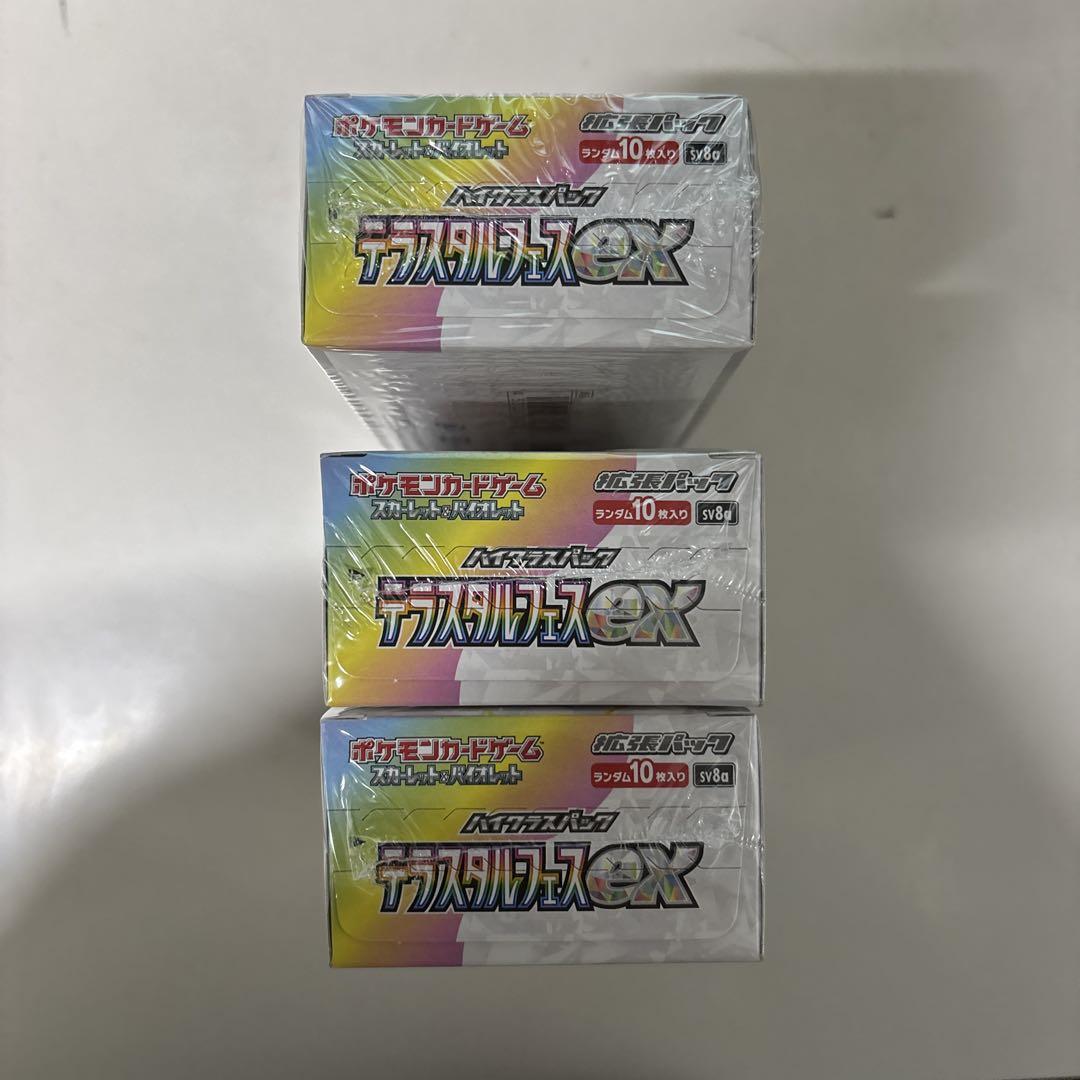 ポケモンカードゲーム
スカーレット&バイオレット
拡張パック
ランダム10枚入り SV8a
ハイクラスパック
テラスタルフェスex
ポケモンカードゲーム
スカーレット&バイオレット
拡張パック
ランダム10枚入り SV8a
ハイクラスパック
テラスタルフェスex
ポケモンカードゲーム
スカーレット&バイオレット
拡張パック
ランダム10枚入り SV8a
ハイクラスパック
テラスタルフェスex